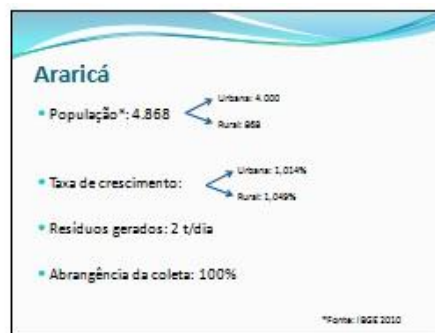 Araricá
• População*: 4.868
Urbana: 4.000
Rural: 868
• Taxa de crescimento:
Urbana: 1,014%
Rural: 1,049%
• Resíduos gerados: 2 t/dia
• Abrangência da coleta: 100%
*Fonte: IBGE 2010